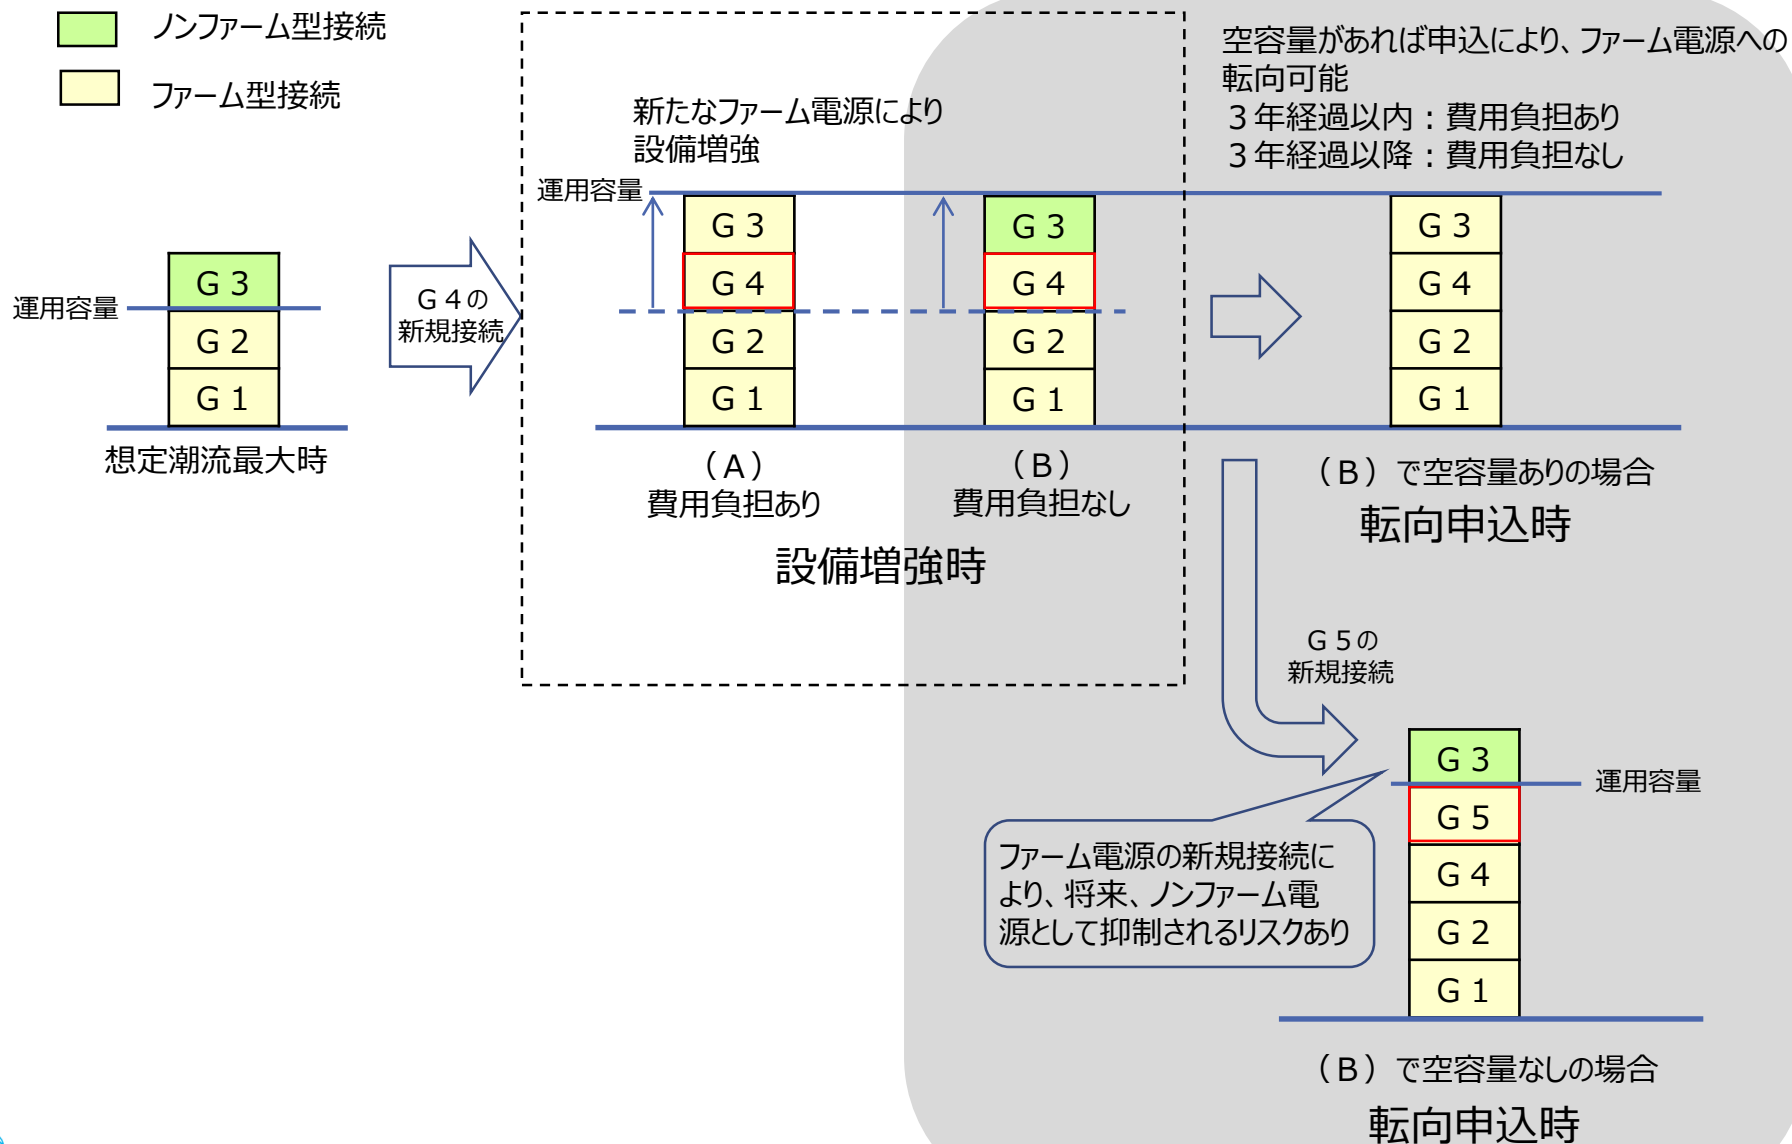 ノンファーム型接続
ファーム型接続
空容量があれば申込により、ファーム電源への
転向可能
３年経過以内：費用負担あり
３年経過以降：費用負担なし
新たなファーム電源により
設備増強
運用容量
Ｇ３
Ｇ４
Ｇ２
Ｇ１
Ｇ３
Ｇ４
Ｇ２
Ｇ１
Ｇ３
Ｇ４
Ｇ２
Ｇ１
運用容量
Ｇ３
Ｇ２
Ｇ１
想定潮流最大時
Ｇ４の
新規接続
（Ａ）
費用負担あり
（Ｂ）
費用負担なし
設備増強時
（Ｂ）で空容量ありの場合
転向申込時
Ｇ５の
新規接続
ファーム電源の新規接続に
より、将来、ノンファーム電
源として抑制されるリスクあり
運用容量
Ｇ３
Ｇ５
Ｇ４
Ｇ２
Ｇ１
（Ｂ）で空容量なしの場合
転向申込時